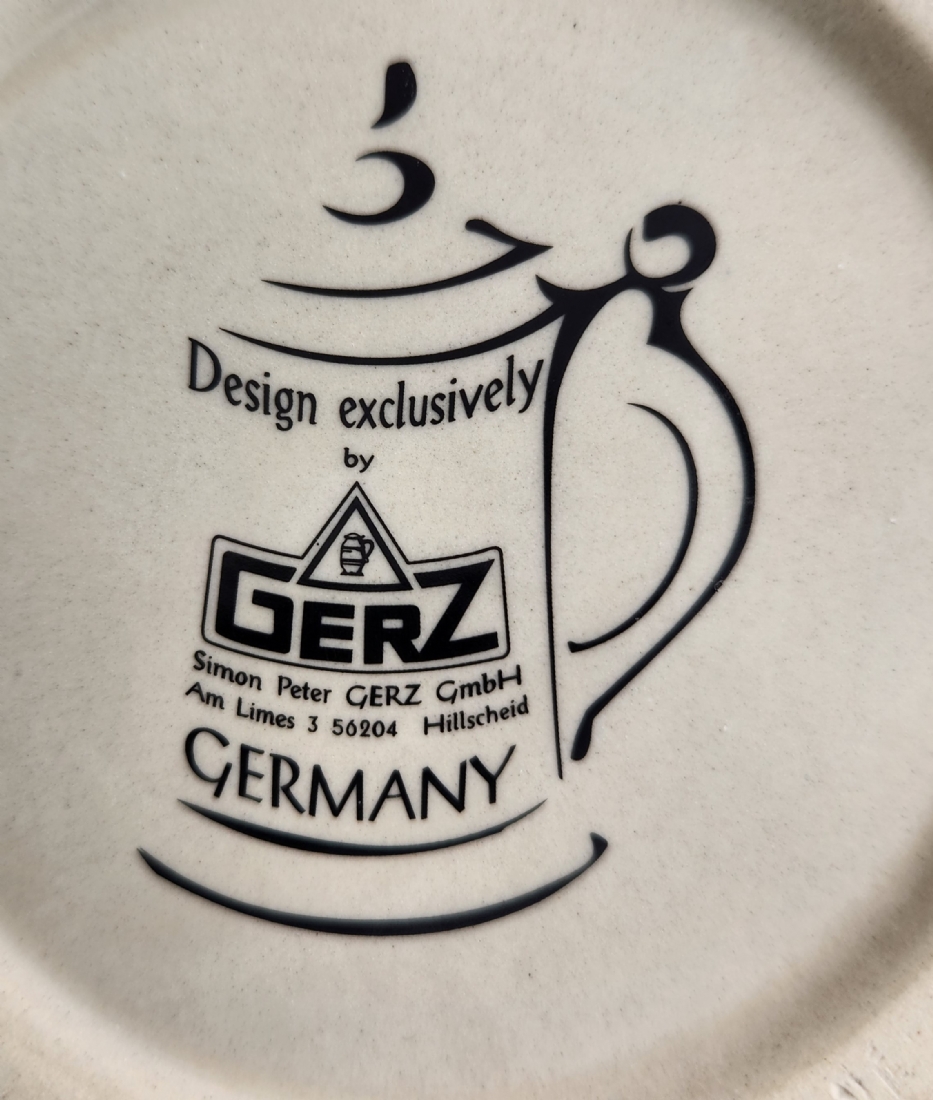 Design exclusively
by
GERZ
Simon Peter GERZ GmbH
Am Limes 3 56204 Hillscheid
GERMANY